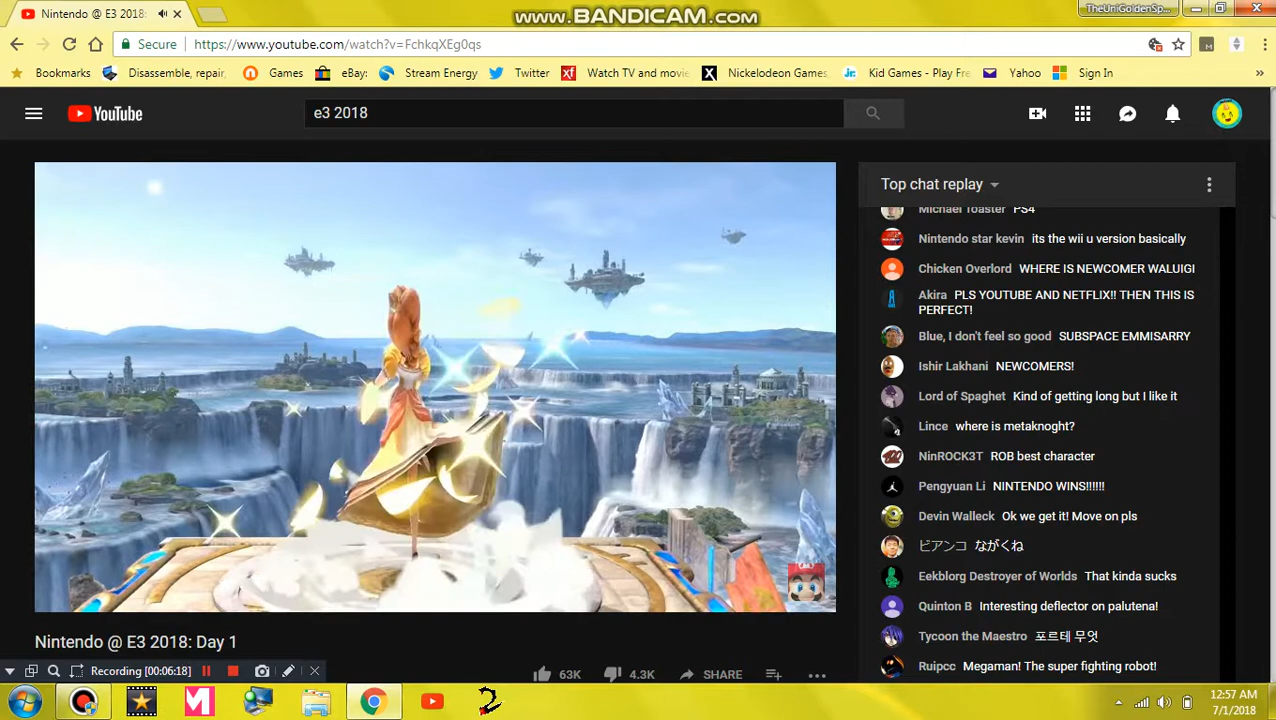 www.BANDICAM.com
TheUniGoldenSp...
Nintendo @ E3 2018:
Secure
https://www.youtube.com/watch?v=FchkqXEg0qs
Bookmarks
Disassemble, repair,
Games
eBy:
Stream Energy
Twitter
xf
Watch TV and movie
X
Nickelodeon Games,
Jr.
Kid Games - Play Fre
Yahoo
Sign In
»
YouTube
e3 2018
Top chat replay
Michael Toaster PS4
Nintendo star kevin its the wii u version basically
Chicken Overlord WHERE IS NEWCOMER WALUIGI
Akira PLS YOUTUBE AND NETFLIX!! THEN THIS IS
PERFECT!
Blue, I don't feel so good SUBSPACE EMMISARRY
Ishir Lakhani NEWCOMERS!
Lord of Spaghet Kind of getting long but I like it
Lince where is metaknoght?
NinROCK3T ROB best character
Pengyuan Li NINTENDO WINS!!!!!!
Devin Walleck Ok we get it! Move on pls
ビアンコ ながくね
Eekblorg Destroyer of Worlds That kinda sucks
Quinton B Interesting deflector on palutena!
Tycoon the Maestro 포르테 무엇
Ruipcc Megaman! The super fighting robot!
Nintendo @ E3 2018: Day 1
63K
4.3K
SHARE
Recording [00:06:18]
12:57 AM
7/1/2018